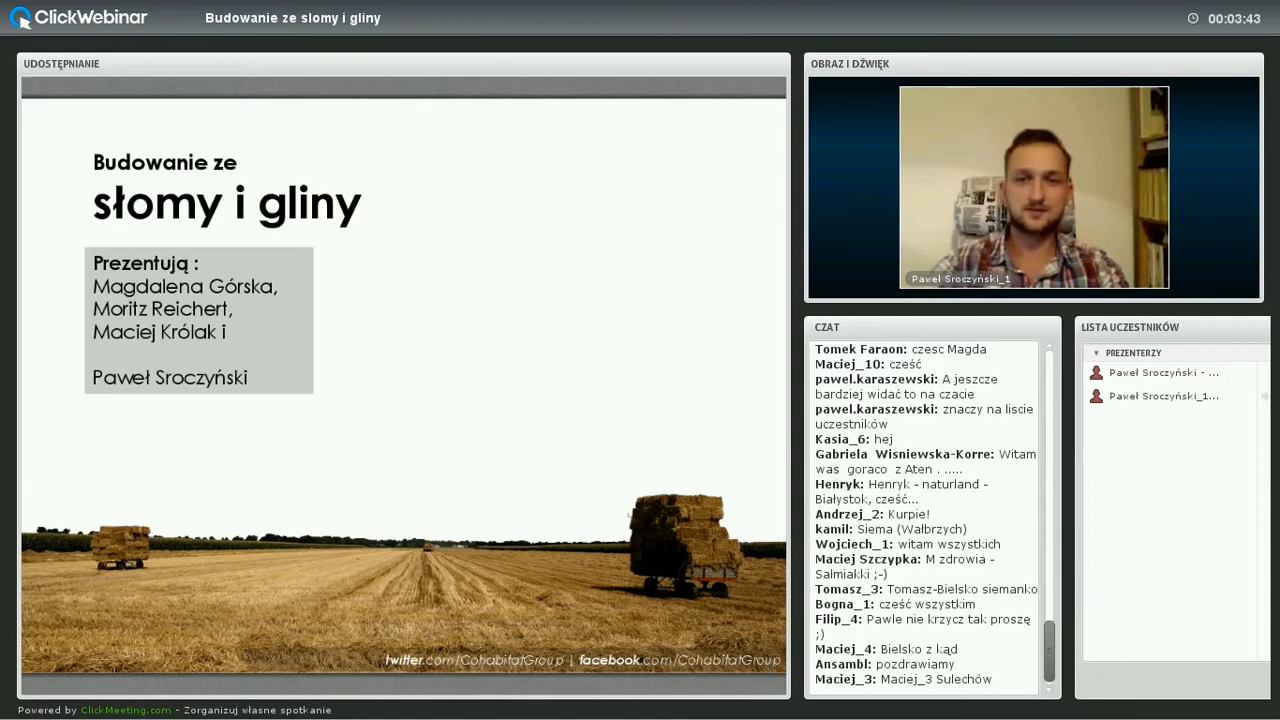 ClickWebinar
Budowanie ze slomy i gliny
00:03:43
UDOSTĘPNIANIE
Budowanie ze
słomy i gliny
Prezentują :
Magdalena Górska,
Moritz Reichert,
Maciej Królak i
Paweł Sroczyński
twitter.com/CohabitatGroup | facebook.com/CohabitatGroup
OBRAZ I DŹWIĘK
Paweł Sroczyński_1
CZAT
Tomek Faraon: czesc Magda
Maciej_10: cześć
pawel.karaszewski: A jeszcze
bardziej widać to na czacie
pawel.karaszewski: znaczy na liscie
uczestników
Kasia_6: hej
Gabriela Wisniewska-Korre: Witam
was goraco z Aten . .....
Henryk: Henryk - naturland -
Białystok, cześć...
Andrzej_2: Kurpie!
kamil: Siema (Wałbrzych)
Wojciech_1: witam wszystkich
Maciej Szczypka: M zdrowia -
Salmiakki ;-)
Tomasz_3: Tomasz-Bielsko siemanko
Bogna_1: cześć wszystkim
Filip_4: Pawle nie krzycz tak proszę
;)
Maciej_4: Bielsko z kąd
Ansambl: pozdrawiamy
Maciej_3: Maciej_3 Sulechów
LISTA UCZESTNIKÓW
PREZENTERZY
Paweł Sroczyński - ...
Paweł Sroczyński_1...
Powered by ClickMeeting.com - Zorganizuj własne spotkanie